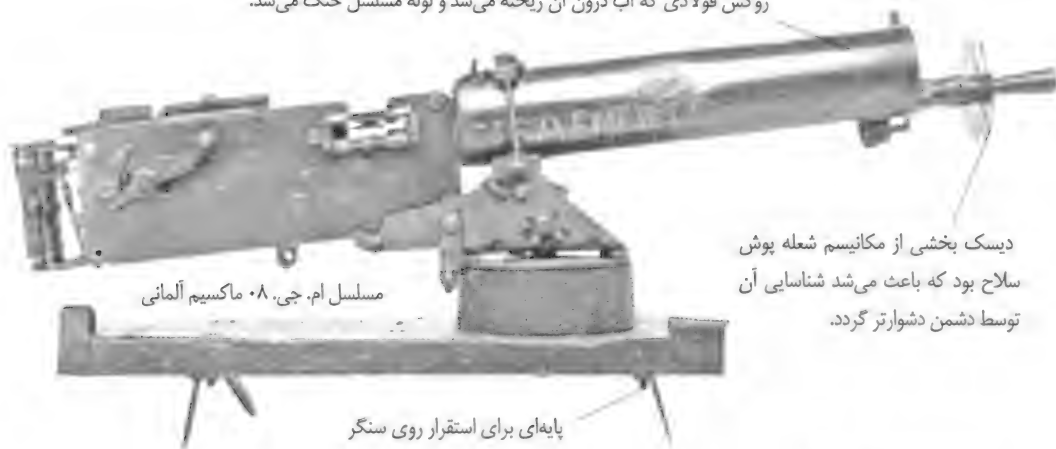 روکش فولادی که آب درون آن ریخته می‌شد و لوله مسلسل خنک می‌شد.
دیسک بخشی از مکانیسم شعله پوش
سلاح بود که باعث می‌شد شناسایی آن
توسط دشمن دشوارتر گردد.
مسلسل ام. جی. ۰۸ ماکسیم آلمانی
پایه‌ای برای استقرار روی سنگر